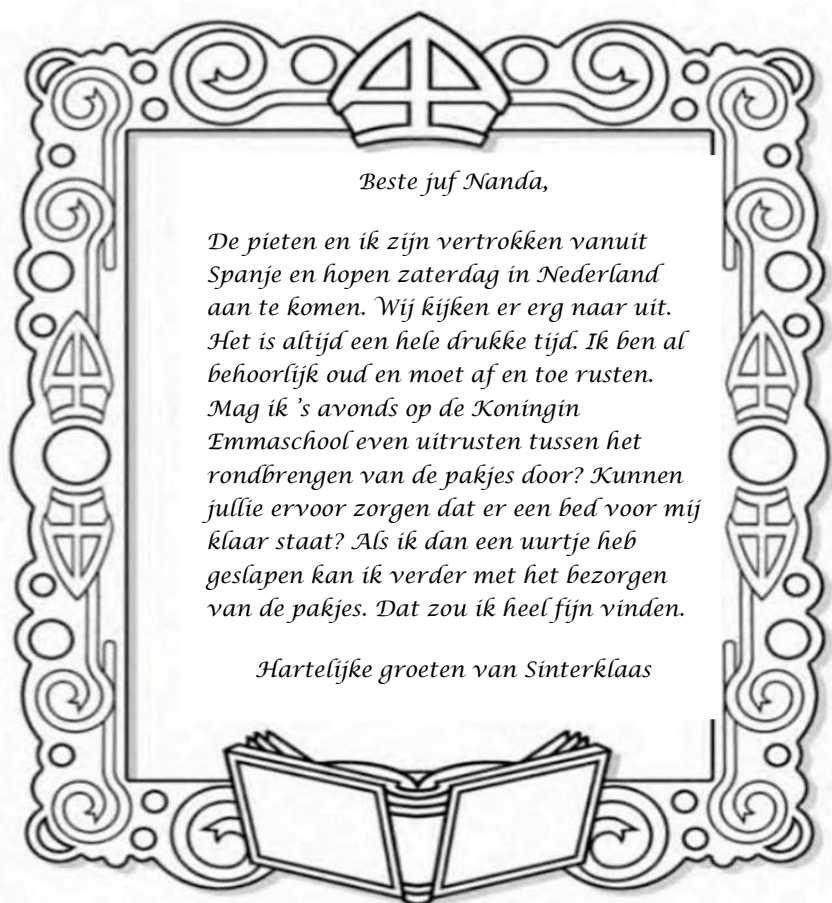 Beste juf Nanda,
De pieten en ik zijn vertrokken vanuit
Spanje en hopen zaterdag in Nederland
aan te komen. Wij kijken er erg naar uit.
Het is altijd een hele drukke tijd. Ik ben al
behoorlijk oud en moet af en toe rusten.
Mag ik 's avonds op de Koningin
Emmaschool even uitrusten tussen het
rondbrengen van de pakjes door? Kunnen
jullie ervoor zorgen dat er een bed voor mij
klaar staat? Als ik dan een uurtje heb
geslapen kan ik verder met het bezorgen
van de pakjes. Dat zou ik heel fijn vinden.
Hartelijke groeten van Sinterklaas